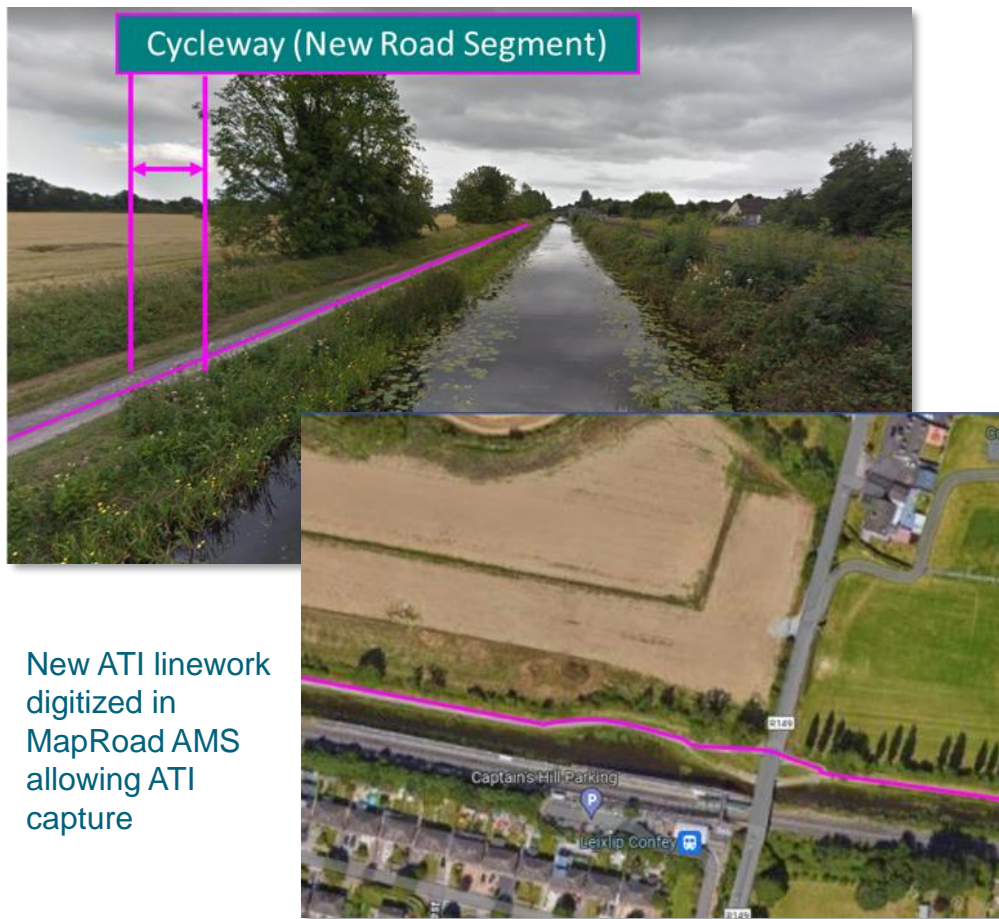 Cycleway (New Road Segment)
New ATI linework
digitized in
MapRoad AMS
allowing ATI
capture
R149
Captain's Hill Parking
P
Leixlip Confey
R149